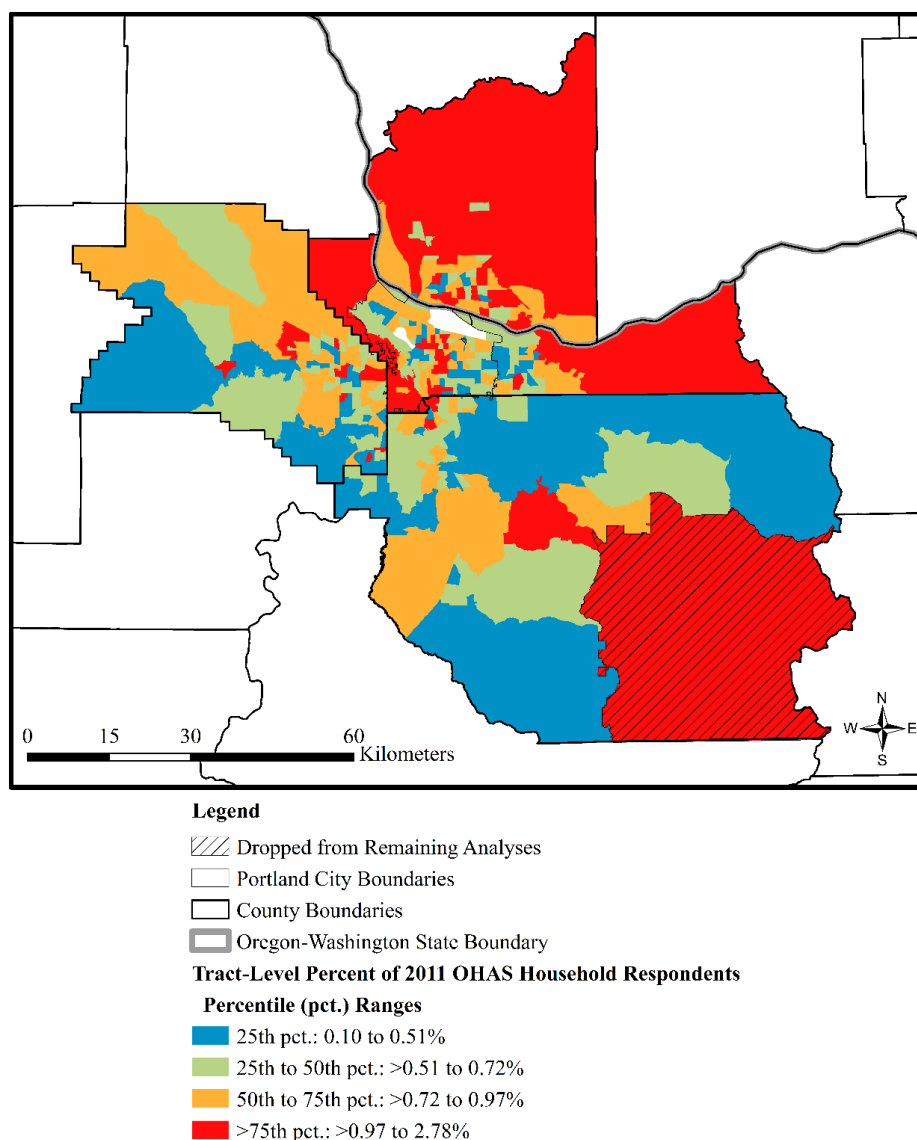 N
W E
S
0 15 30 60
Kilometers
Legend
Dropped from Remaining Analyses
Portland City Boundaries
County Boundaries
Oregon-Washington State Boundary
Tract-Level Percent of 2011 OHAS Household Respondents
Percentile (pct.) Ranges
25th pct.: 0.10 to 0.51%
25th to 50th pct.: >0.51 to 0.72%
50th to 75th pct.: >0.72 to 0.97%
>75th pct.: >0.97 to 2.78%